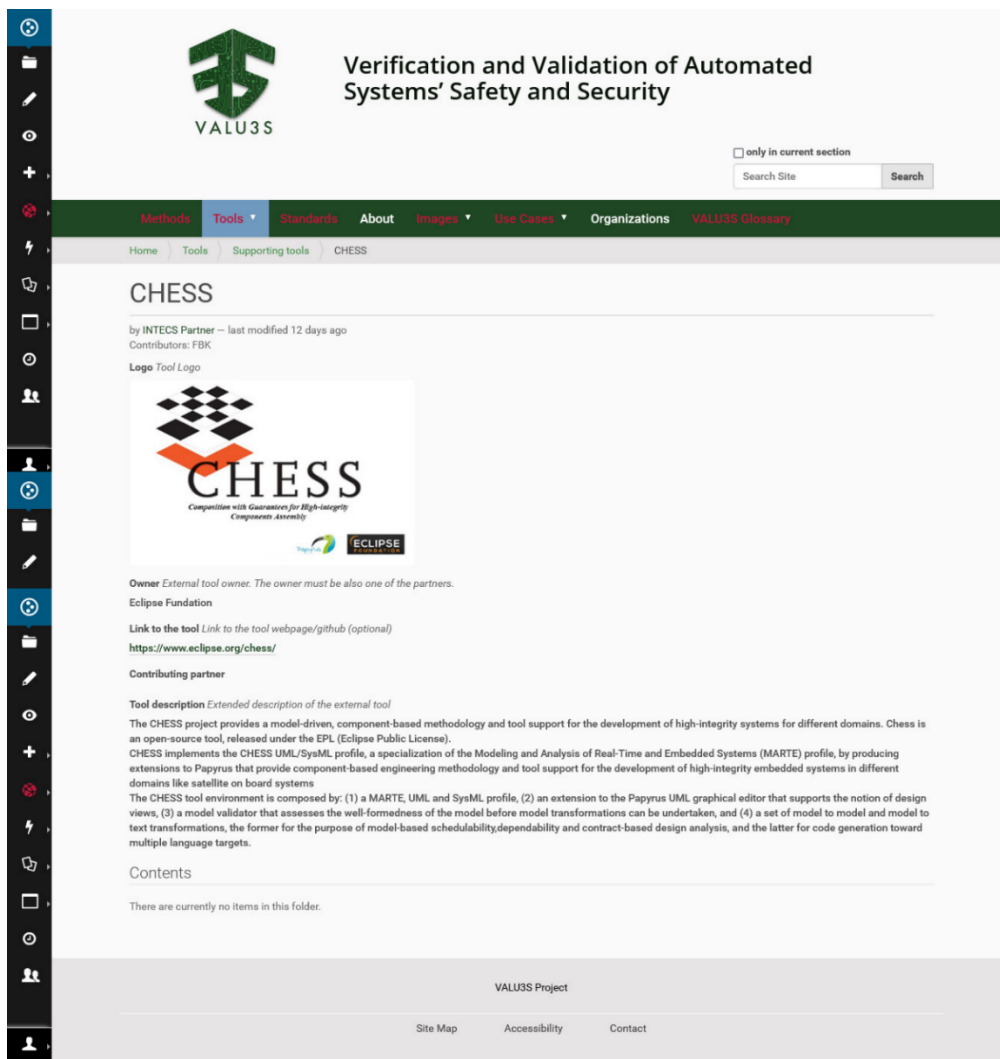 VALU3S
Verification and Validation of Automated
Systems' Safety and Security
only in current section
Search Site
Search
Methods
Tools
Standards
About
Images
Use Cases
Organizations
VALU3S Glossary
Home
Tools
Supporting tools
CHESS
CHESS
by INTECS Partner — last modified 12 days ago
Contributors: FBK
Logo Tool Logo
CHESS
Composition with Guarantees for High-integrity
Components Assembly
Papyrus
ECLIPSE
FOUNDATION
Owner External tool owner. The owner must be also one of the partners.
Eclipse Fundation
Link to the tool Link to the tool webpage/github (optional)
https://www.eclipse.org/chess/
Contributing partner
Tool description Extended description of the external tool
The CHESS project provides a model-driven, component-based methodology and tool support for the development of high-integrity systems for different domains. Chess is
an open-source tool, released under the EPL (Eclipse Public License).
CHESS implements the CHESS UML/SysML profile, a specialization of the Modeling and Analysis of Real-Time and Embedded Systems (MARTE) profile, by producing
extensions to Papyrus that provide component-based engineering methodology and tool support for the development of high-integrity embedded systems in different
domains like satellite on board systems
The CHESS tool environment is composed by: (1) a MARTE, UML and SysML profile, (2) an extension to the Papyrus UML graphical editor that supports the notion of design
views, (3) a model validator that assesses the well-formedness of the model before model transformations can be undertaken, and (4) a set of model to model and model to
text transformations, the former for the purpose of model-based schedulability,dependability and contract-based design analysis, and the latter for code generation toward
multiple language targets.
Contents
There are currently no items in this folder.
VALU3S Project
Site Map
Accessibility
Contact